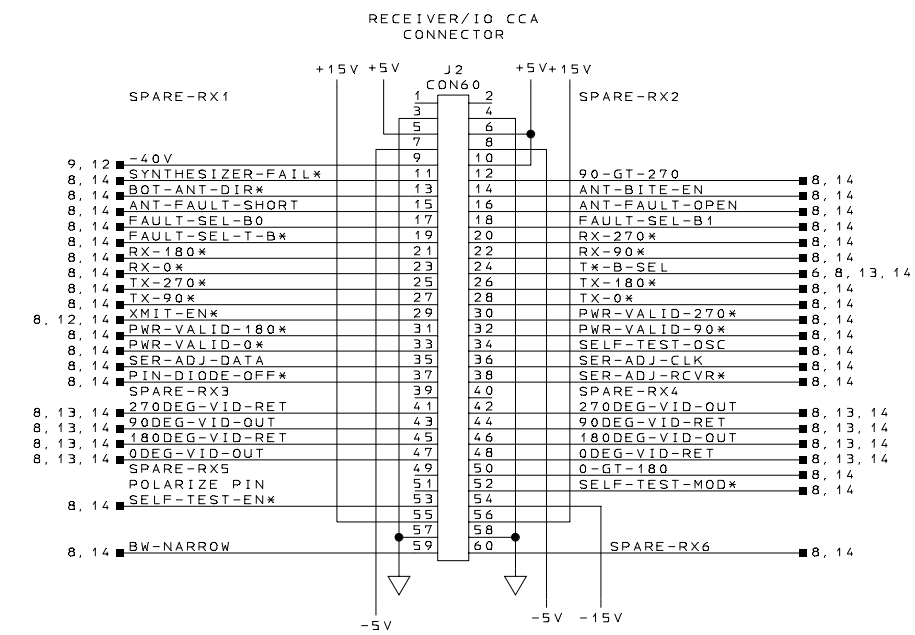 RECEIVER/IO CCA
CONNECTOR
+15V +5V J2 +5V +15V
CON60
SPARE-RX1 1 2 SPARE-RX2
3 4
5 6
7 8
9, 12 -40V 9 10
8, 14 SYNTHESIZER-FAIL* 11 12 90-GT-270 8, 14
8, 14 BOT-ANT-DIR* 13 14 ANT-BITE-EN 8, 14
8, 14 ANT-FAULT-SHORT 15 16 ANT-FAULT-OPEN 8, 14
8, 14 FAULT-SEL-B0 17 18 FAULT-SEL-B1 8, 14
8, 14 FAULT-SEL-T-B* 19 20 RX-270* 8, 14
8, 14 RX-180* 21 22 RX-90* 8, 14
8, 14 RX-0* 23 24 T*-B-SEL 6, 8, 13, 14
8, 14 TX-270* 25 26 TX-180* 8, 14
8, 14 TX-90* 27 28 TX-0* 8, 14
8, 12, 14 XMIT-EN* 29 30 PWR-VALID-270* 8, 14
8, 14 PWR-VALID-180* 31 32 PWR-VALID-90* 8, 14
8, 14 PWR-VALID-0* 33 34 SELF-TEST-OSC 8, 14
8, 14 SER-ADJ-DATA 35 36 SER-ADJ-CLK 8, 14
8, 14 PIN-DIODE-OFF* 37 38 SER-ADJ-RCVR* 8, 14
SPARE-RX3 39 40 SPARE-RX4
8, 13, 14 270DEG-VID-RET 41 42 270DEG-VID-OUT 8, 13, 14
8, 13, 14 90DEG-VID-OUT 43 44 90DEG-VID-RET 8, 13, 14
8, 13, 14 180DEG-VID-RET 45 46 180DEG-VID-OUT 8, 13, 14
8, 13, 14 0DEG-VID-OUT 47 48 0DEG-VID-RET 8, 13, 14
SPARE-RX5 49 50 0-GT-180 8, 14
POLARIZE PIN 51 52 SELF-TEST-MOD* 8, 14
8, 14 SELF-TEST-EN* 53 54
55 56
57 58
8, 14 BW-NARROW 59 60 SPARE-RX6 8, 14
-5V -5V -15V